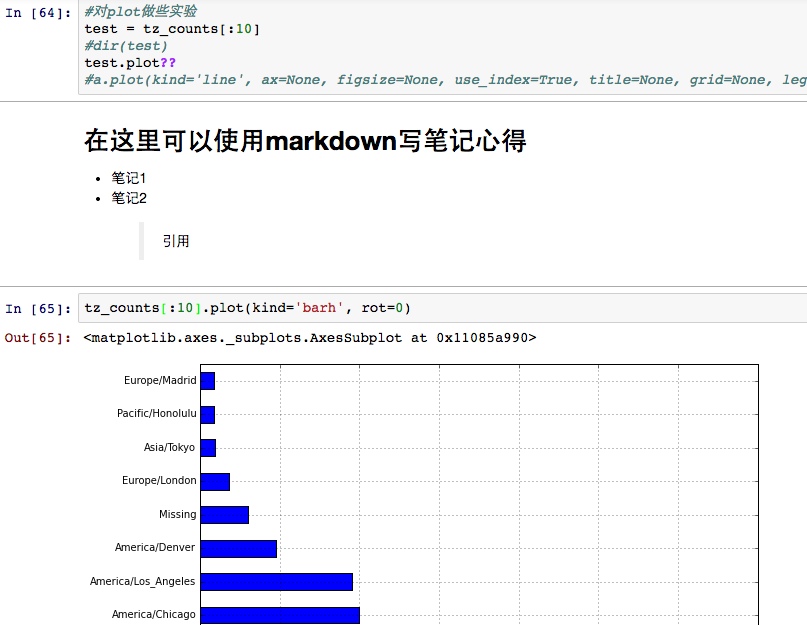 In [64]: #对plot做些实验
test = tz_counts[:10]
#dir(test)
test.plot??
#a.plot(kind='line', ax=None, figsize=None, use_index=True, title=None, grid=None, leg
在这里可以使用markdown写笔记心得
• 笔记1
• 笔记2
引用
In [65]: tz_counts[:10].plot(kind='barh', rot=0)
Out[65]: <matplotlib.axes._subplots.AxesSubplot at 0x11085a990>
Europe/Madrid
Pacific/Honolulu
Asia/Tokyo
Europe/London
Missing
America/Denver
America/Los_Angeles
America/Chicago